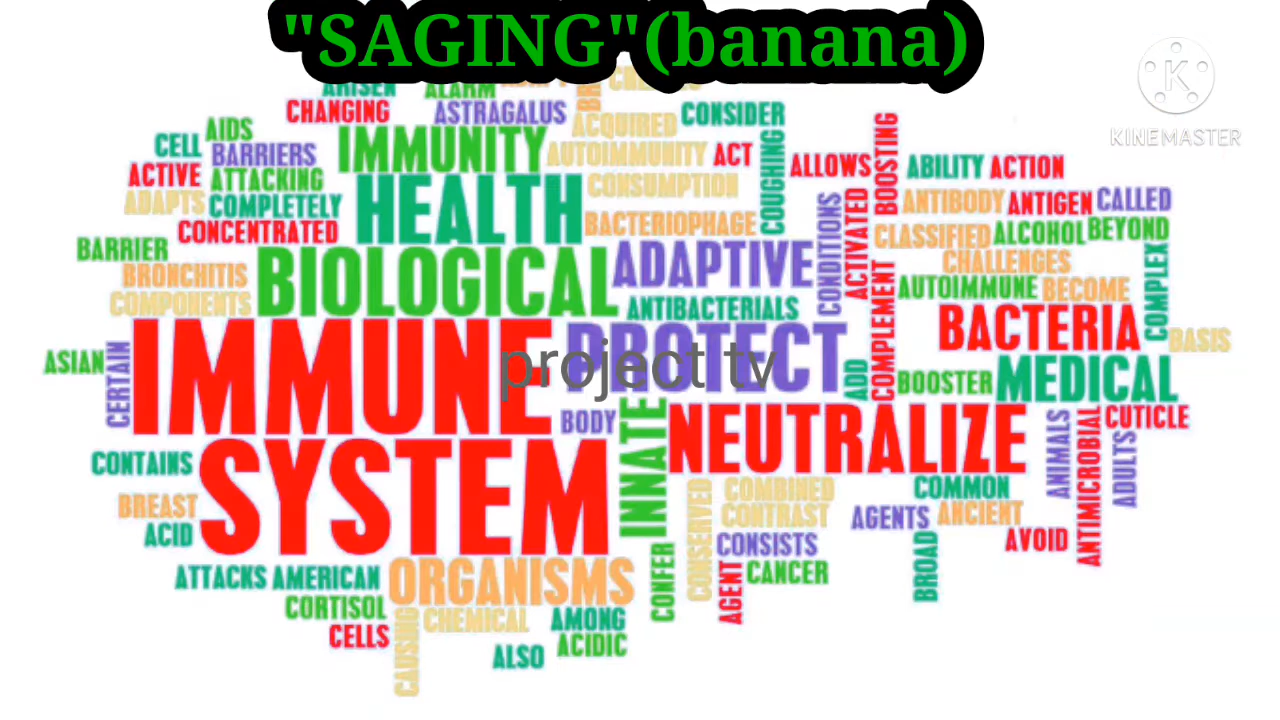 "SAGING"(banana)
KINEMASTER
ARISEN ALARM
CHANGING ASTRAGALUS CONSIDER
AIDS IMMUNITY ACQUIRED COUGHING BOOSTING
CELL BARRIERS AUTOIMMUNITY ACT ALLOWS ABILITY ACTION
ACTIVE ATTACKING HEALTH CONSUMPTION
ADAPTS COMPLETELY CONDITIONS ACTIVATED ANTIBODY ANTIGEN CALLED
CONCENTRATED BACTERIOPHAGE CLASSIFIED ALCOHOL BEYOND
BARRIER BIOLOGICAL ADAPTIVE CHALLENGES COMPLEX
BRONCHITIS COMPLEMENT AUTOIMMUNE BECOME
COMPONENTS ANTIBACTERIALS
IMMUNE PROTECT BACTERIA BASIS
ASIAN CERTAIN project tv ADD BOOSTER MEDICAL
BODY INNATE NEUTRALIZE ANIMALS ANTIMICROBIAL CUTICLE
CONTAINS SYSTEM ADULTS
BREAST CONSERVED COMBINED COMMON
ACID CONTRAST AGENTS ANCIENT
CONSISTS AVOID
ATTACKS AMERICAN ORGANISMS CONFER AGENT CANCER BROAD
CORTISOL CAUSING CHEMICAL AMONG
CELLS ALSO ACIDIC